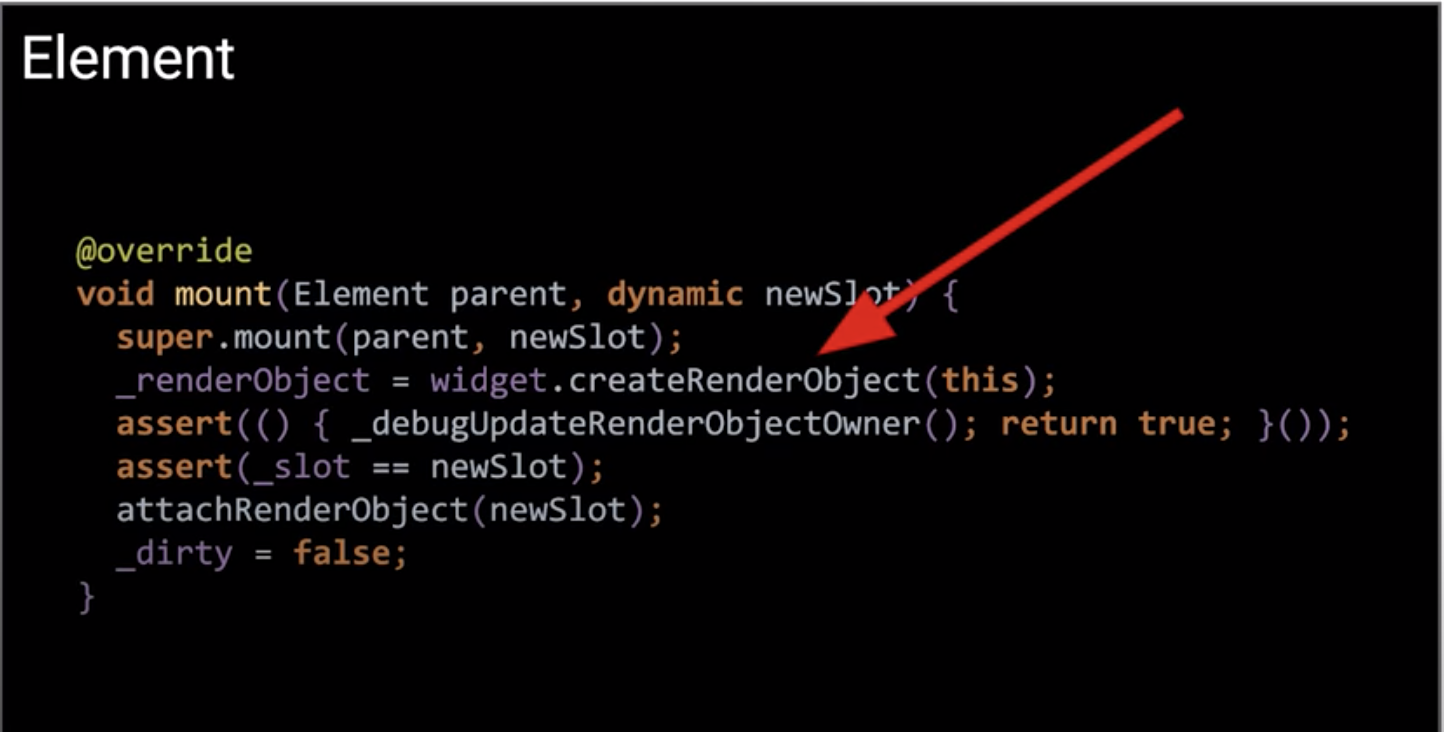 Element
@override
void mount(Element parent, dynamic newSlot) {
super.mount(parent, newSlot);
_renderObject = widget.createRenderObject(this);
assert(() { _debugUpdateRenderObjectOwner(); return true; }());
assert(_slot == newSlot);
attachRenderObject(newSlot);
_dirty = false;
}